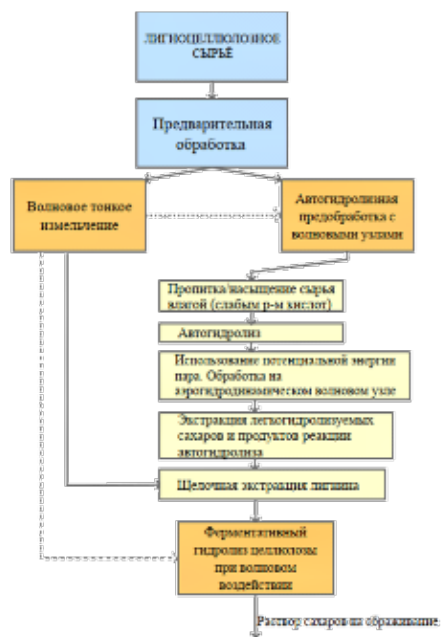 ЛИГНОЦЕЛЛЮЛОЗНОЕ
СЫРЬЁ
Предварительная
обработка
Волновое тонкое
измельчение
Автогидролизная
предобработка с
волновыми узлами
Пропитка/насыщение сырья
влагой (слабым р-м кислот)
Автогидролиз
Использование потенциальной энергии
пара. Обработка на
аэрогидродинамическом волновом узле
Экстракция легкогидролизуемых
сахаров и продуктов реакции
автогидролиза
Щелочная экстракция лигнина
Ферментативный
гидролиз целлюлозы
при волновом
воздействии
Раствор сахаров на сбраживание